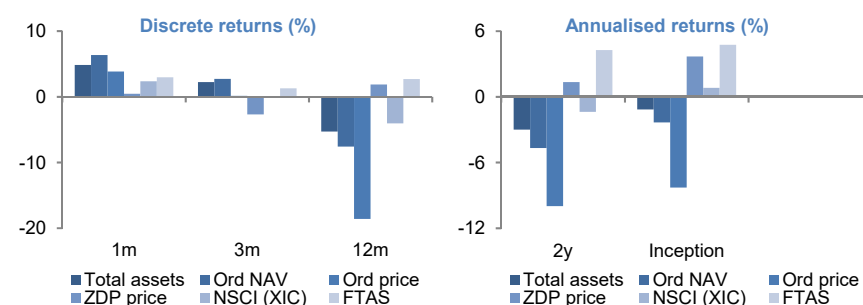 Discrete returns (%)
10
0
-10
-20
1m 3m 12m
Total assets Ord NAV Ord price
ZDP price NSCI (XIC) FTAS
Annualised returns (%)
6
0
-6
-12
2y Inception
Total assets Ord NAV Ord price
ZDP price NSCI (XIC) FTAS